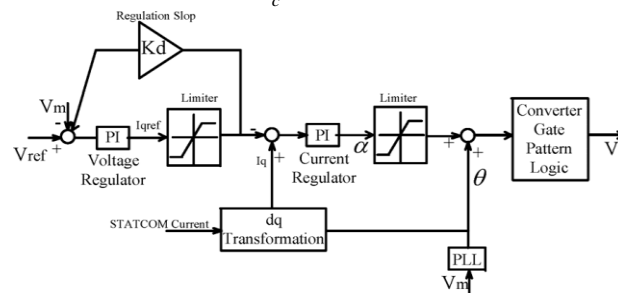 c
Regulation Slop
Kd
Vm
-
Vref
+
PI
Voltage
Regulator
Iqref
Limiter
-
+
Iq
PI
Current
Regulator
α
Limiter
+
+
θ
Converter
Gate
Pattern
Logic
V
STATCOM Current
dq
Transformation
PLL
Vm